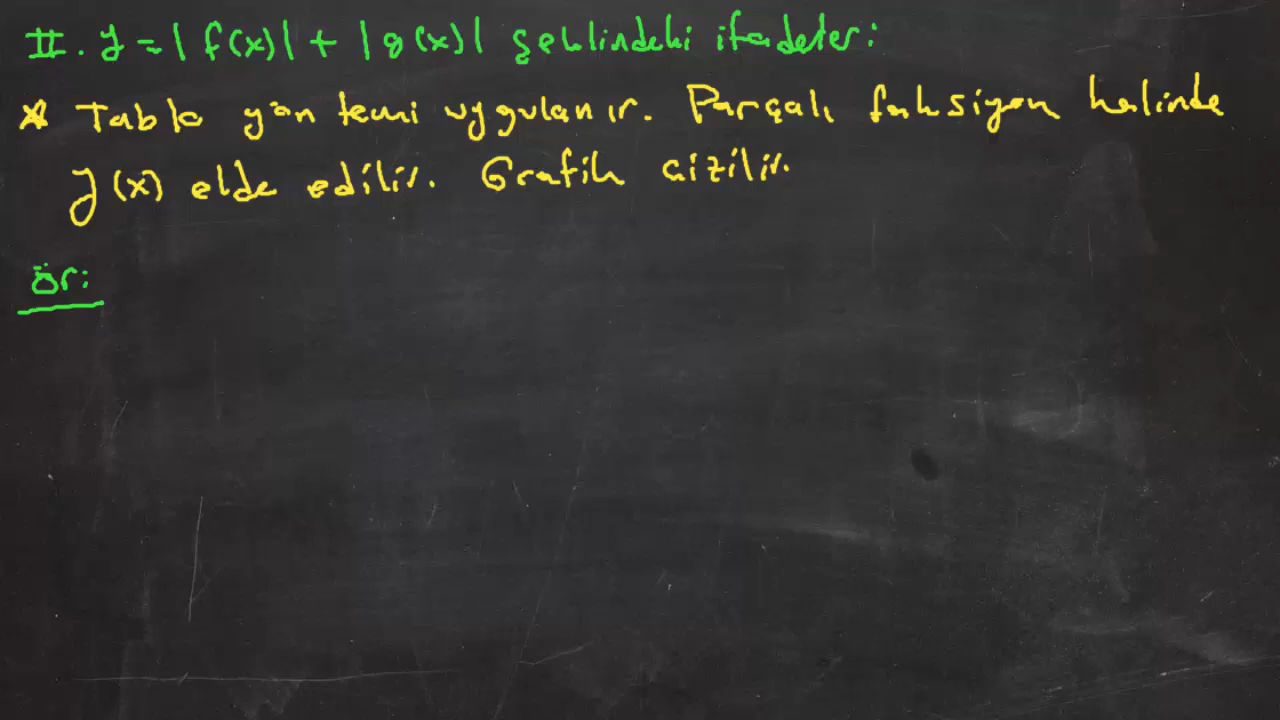 II. y = |f(x)| + |g(x)| şeklindeki ifadeler:
* Tablo yöntemi uygulanır. Parçalı fonksiyon halinde
y(x) elde edilir. Grafik çizilir.
Ör: